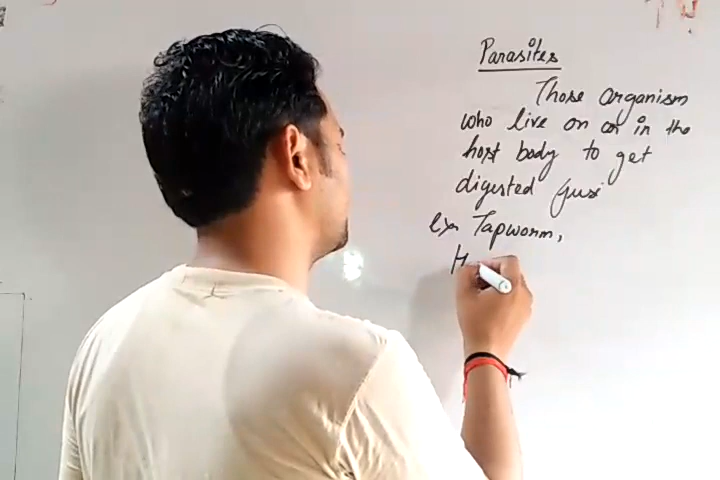 Parasites
Those organism
who live on or in the
host body to get
digested
ex Tapworm,
H